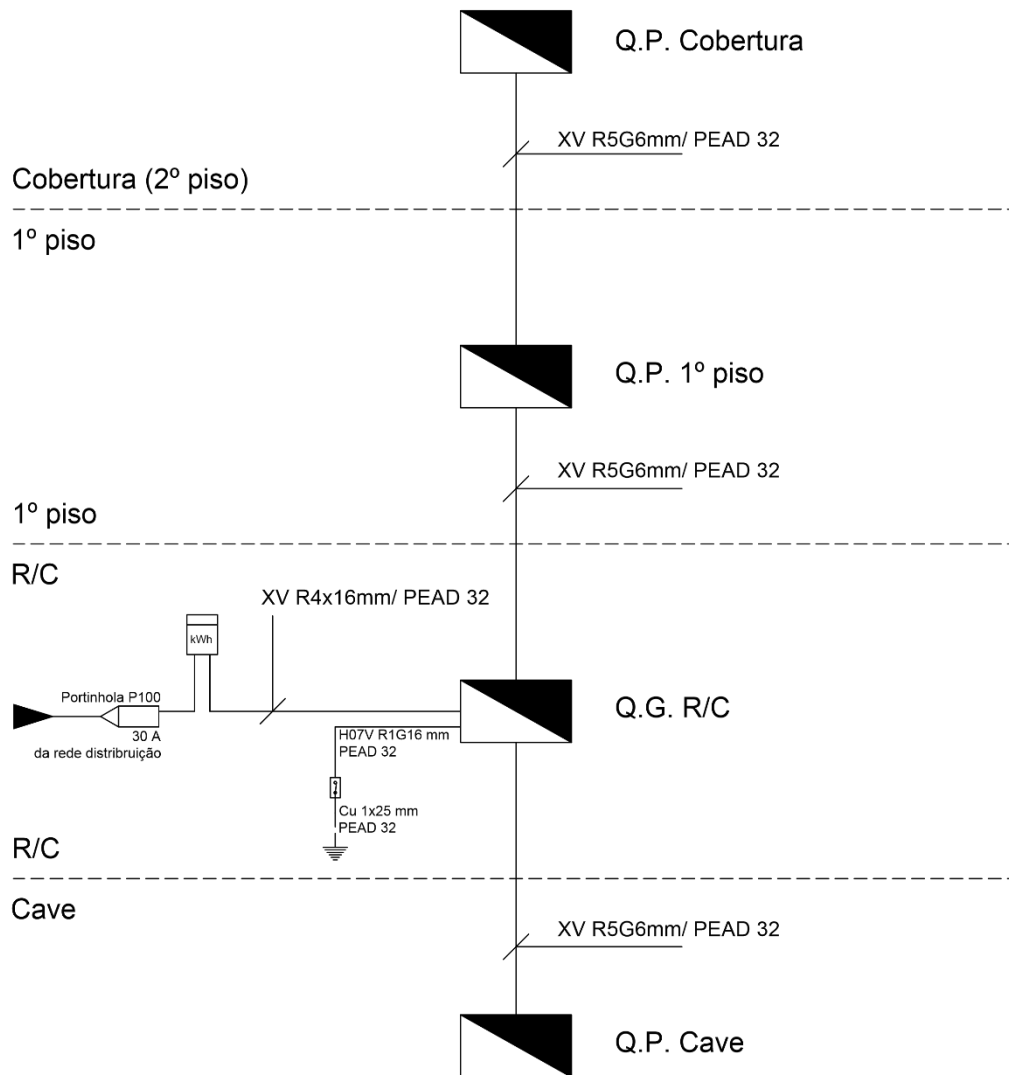 Q.P. Cobertura
XV R5G6mm/ PEAD 32
Cobertura (2º piso)
1º piso
Q.P. 1º piso
XV R5G6mm/ PEAD 32
1º piso
R/C
XV R4x16mm/ PEAD 32
kWh
Portinhola P100
30 A
da rede distribruição
Q.G. R/C
H07V R1G16 mm
PEAD 32
Cu 1x25 mm
PEAD 32
R/C
Cave
XV R5G6mm/ PEAD 32
Q.P. Cave